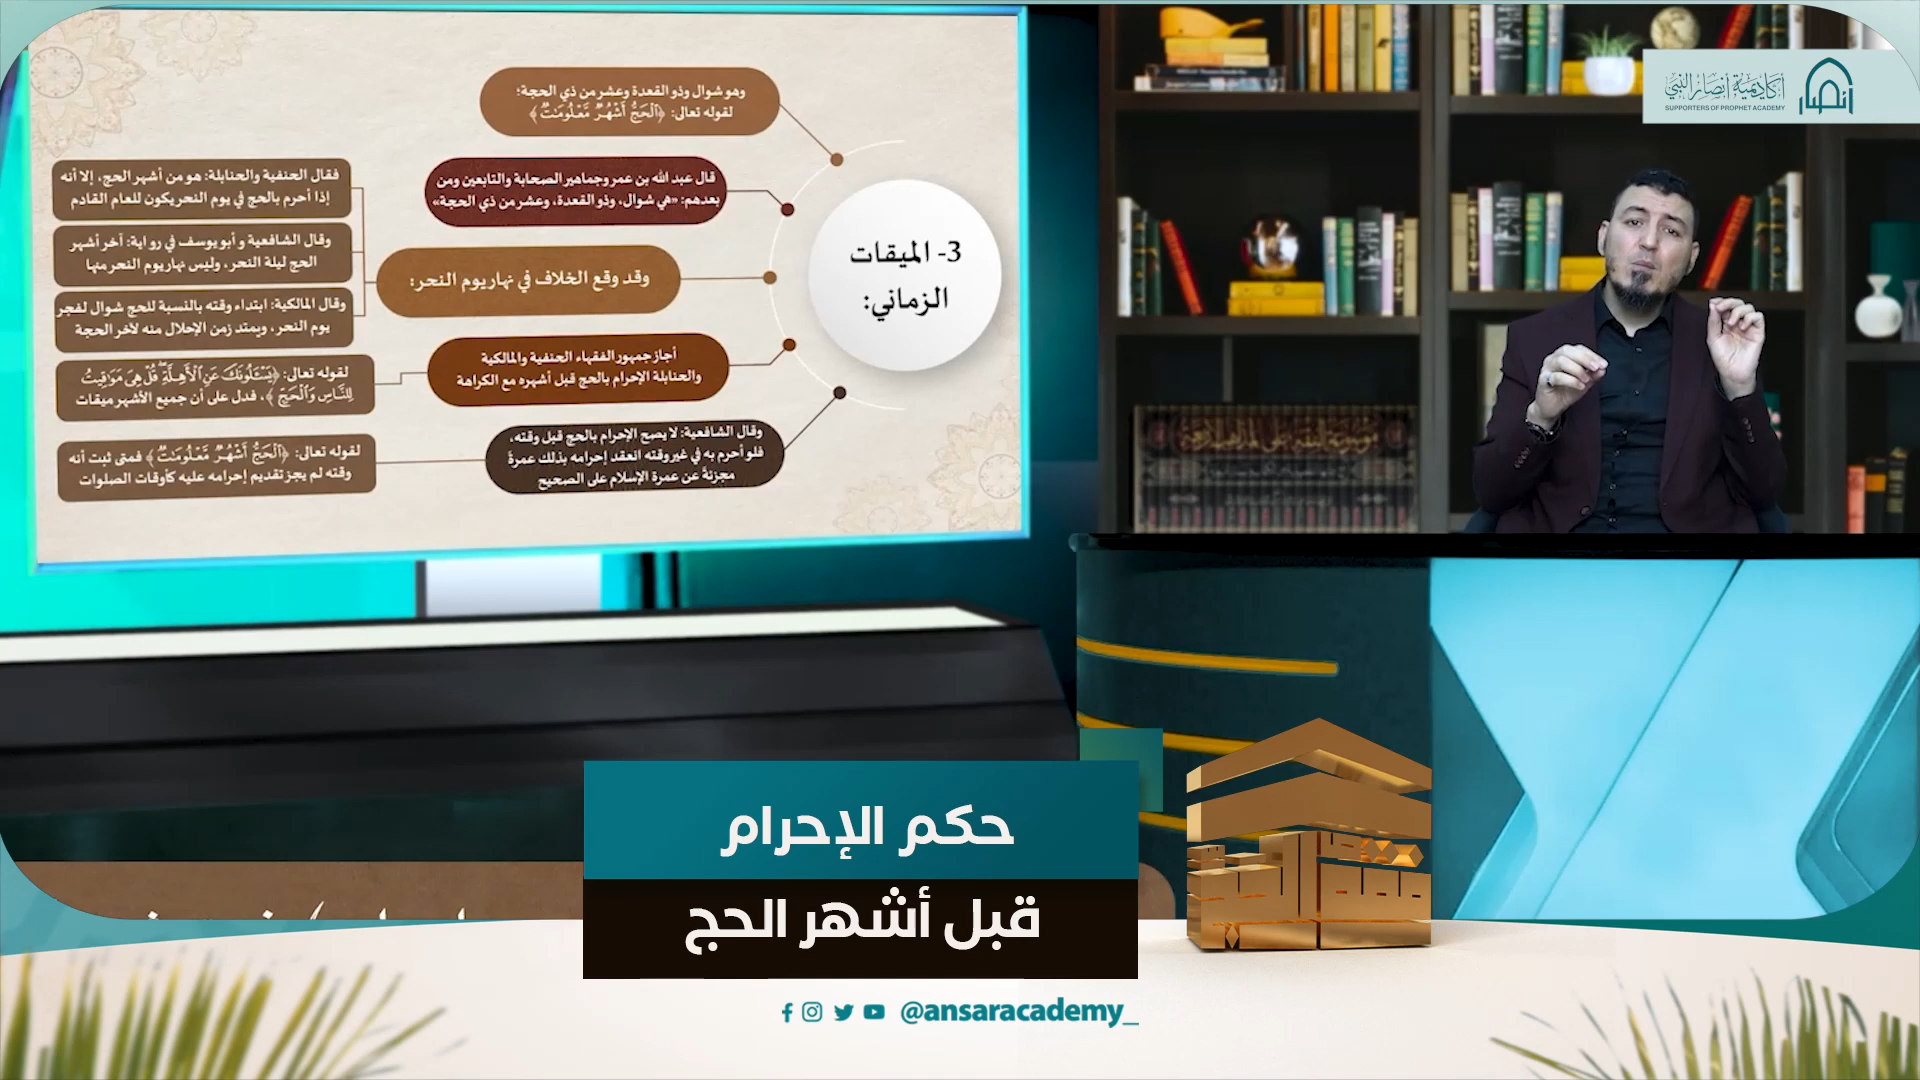 أكاديمية أنصار النبي
SUPPORTERS OF PROPHET ACADEMY
أنصار
3- الميقات
الزماني:
وهو شوال وذو القعدة وعشر من ذي الحجة؛
لقوله تعالى: ﴿ٱلۡحَجُّ أَشۡهُرٞ مَّعۡلُومَٰتٞ﴾
قال عبد الله بن عمر وجماهير الصحابة والتابعين ومن
بعدهم: «هي شوال، وذو القعدة، وعشر من ذي الحجة»
وقد وقع الخلاف في نهار يوم النحر:
فقال الحنفية والحنابلة: هو من أشهر الحج، إلا أنه
إذا أحرم بالحج في يوم النحر يكون للعام القادم
وقال الشافعية و أبو يوسف في رواية: آخر أشهر
الحج ليلة النحر، وليس نهار يوم النحر منها
وقال المالكية: ابتداء وقته بالنسبة للحج شوال لفجر
يوم النحر، ويمتد زمن الإحلال منه لآخر الحجة
أجاز جمهور الفقهاء الحنفية والمالكية
والحنابلة الإحرام بالحج قبل أشهره مع الكراهة
لقوله تعالى: ﴿يَسۡـَٔلُونَكَ عَنِ ٱلۡأَهِلَّةِۖ قُلۡ هِيَ مَوَٰقِيتُ
لِلنَّاسِ وَٱلۡحَجِّ﴾، فدل على أن جميع الأشهر ميقات
وقال الشافعية: لا يصح الإحرام بالحج قبل وقته،
فلو أحرم به في غير وقته انعقد إحرامه بذلك عمرةً
مجزئةً عن عمرة الإسلام على الصحيح
لقوله تعالى: ﴿ٱلۡحَجُّ أَشۡهُرٞ مَّعۡلُومَٰتٞ﴾ فمتى ثبت أنه
وقته لم يجز تقديم إحرامه عليه كأوقات الصلوات
حكم الإحرام
قبل أشهر الحج
@ansaracademy_